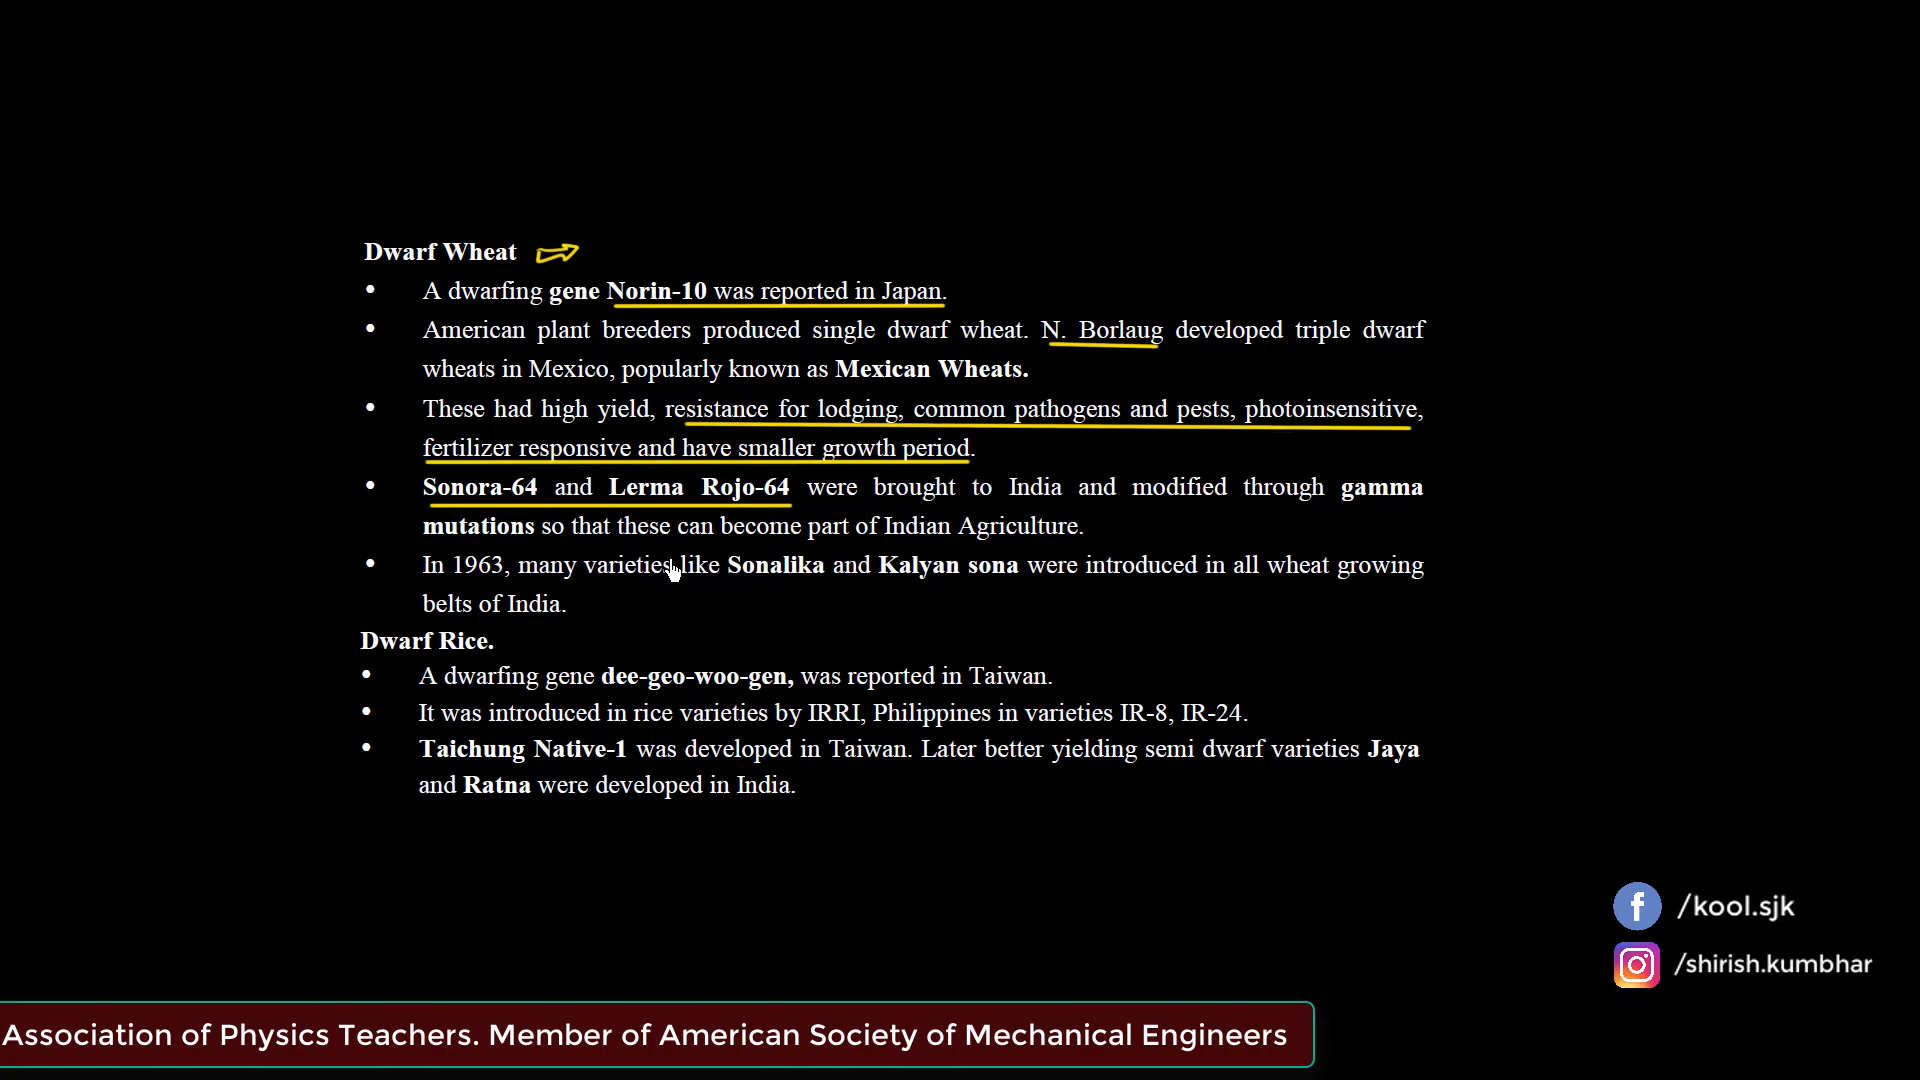 Dwarf Wheat
• A dwarfing gene Norin-10 was reported in Japan.
• American plant breeders produced single dwarf wheat. N. Borlaug developed triple dwarf
wheats in Mexico, popularly known as Mexican Wheats.
• These had high yield, resistance for lodging, common pathogens and pests, photoinsensitive,
fertilizer responsive and have smaller growth period.
• Sonora-64 and Lerma Rojo-64 were brought to India and modified through gamma
mutations so that these can become part of Indian Agriculture.
• In 1963, many varieties like Sonalika and Kalyan sona were introduced in all wheat growing
belts of India.
Dwarf Rice.
• A dwarfing gene dee-geo-woo-gen, was reported in Taiwan.
• It was introduced in rice varieties by IRRI, Philippines in varieties IR-8, IR-24.
• Taichung Native-1 was developed in Taiwan. Later better yielding semi dwarf varieties Jaya
and Ratna were developed in India.
/kool.sjk
/shirish.kumbhar
Association of Physics Teachers. Member of American Society of Mechanical Engineers